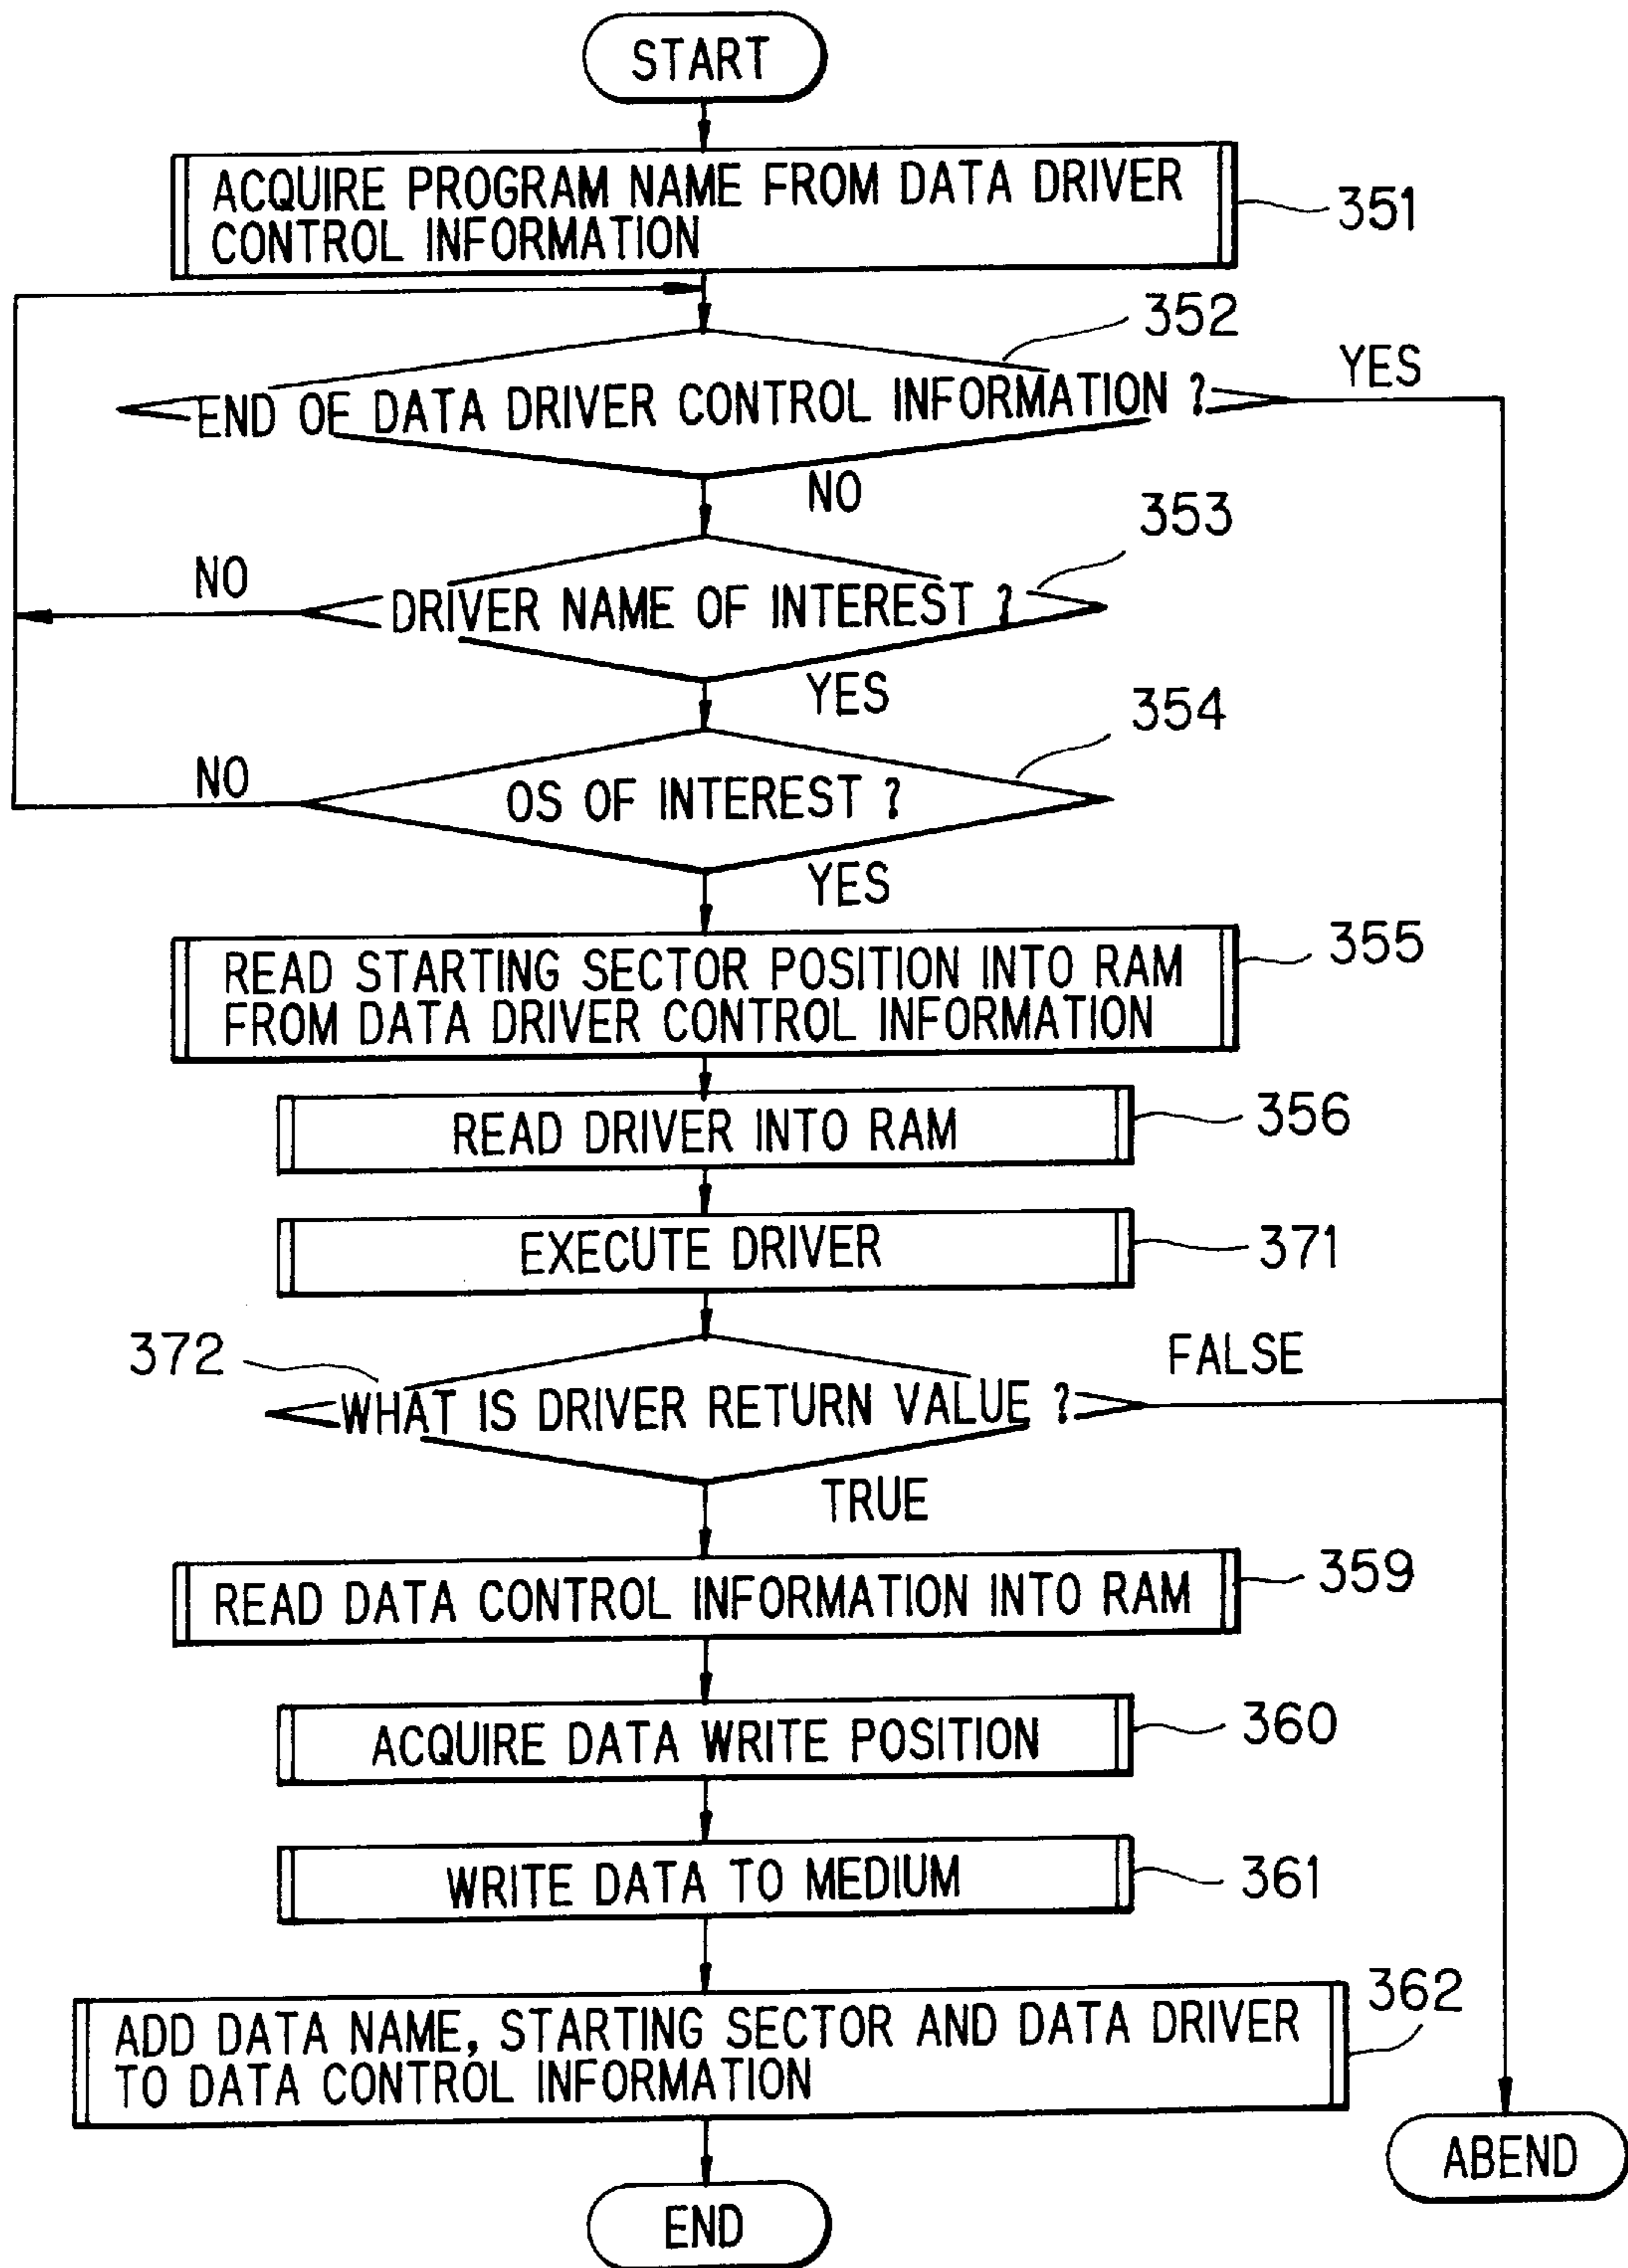 START
ACQUIRE PROGRAM NAME FROM DATA DRIVER
CONTROL INFORMATION
351
352
END OF DATA DRIVER CONTROL INFORMATION ?
YES
NO
353
DRIVER NAME OF INTEREST ?
NO
YES
354
OS OF INTEREST ?
NO
YES
READ STARTING SECTOR POSITION INTO RAM
FROM DATA DRIVER CONTROL INFORMATION
355
READ DRIVER INTO RAM
356
EXECUTE DRIVER
371
372
WHAT IS DRIVER RETURN VALUE ?
FALSE
TRUE
READ DATA CONTROL INFORMATION INTO RAM
359
ACQUIRE DATA WRITE POSITION
360
WRITE DATA TO MEDIUM
361
362
ADD DATA NAME, STARTING SECTOR AND DATA DRIVER
TO DATA CONTROL INFORMATION
ABEND
END